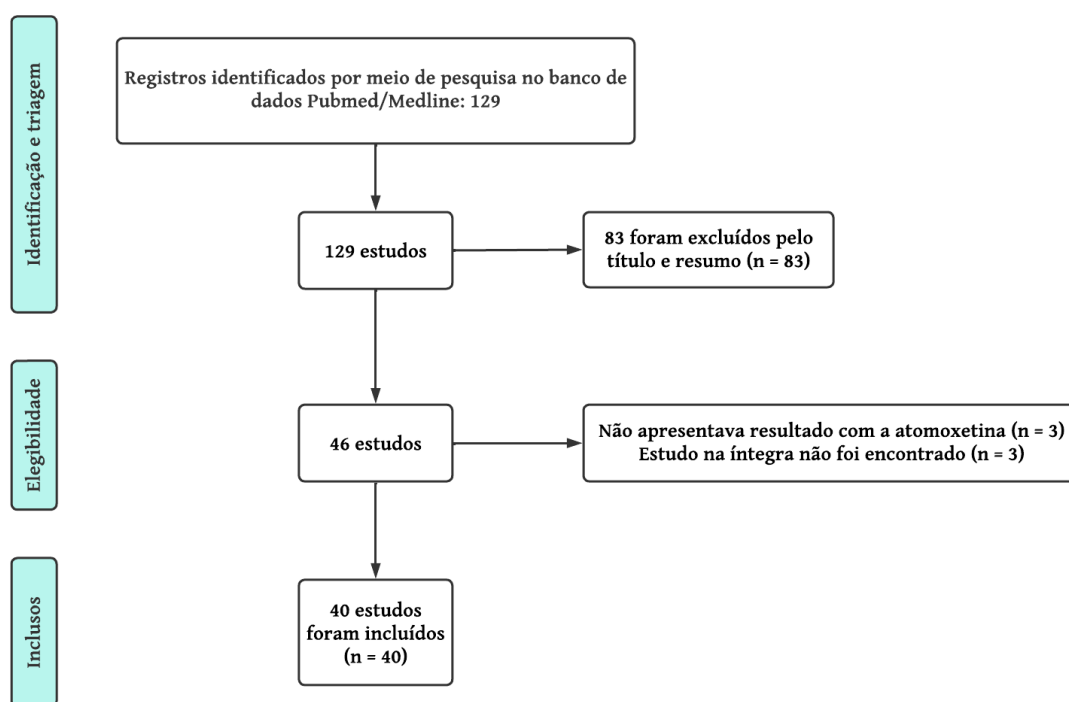 Identificação e triagem
Registros identificados por meio de pesquisa no banco de
dados Pubmed/Medline: 129
129 estudos
83 foram excluídos pelo
título e resumo (n = 83)
Elegibilidade
46 estudos
Não apresentava resultado com a atomoxetina (n = 3)
Estudo na íntegra não foi encontrado (n = 3)
Inclusos
40 estudos
foram incluídos
(n = 40)